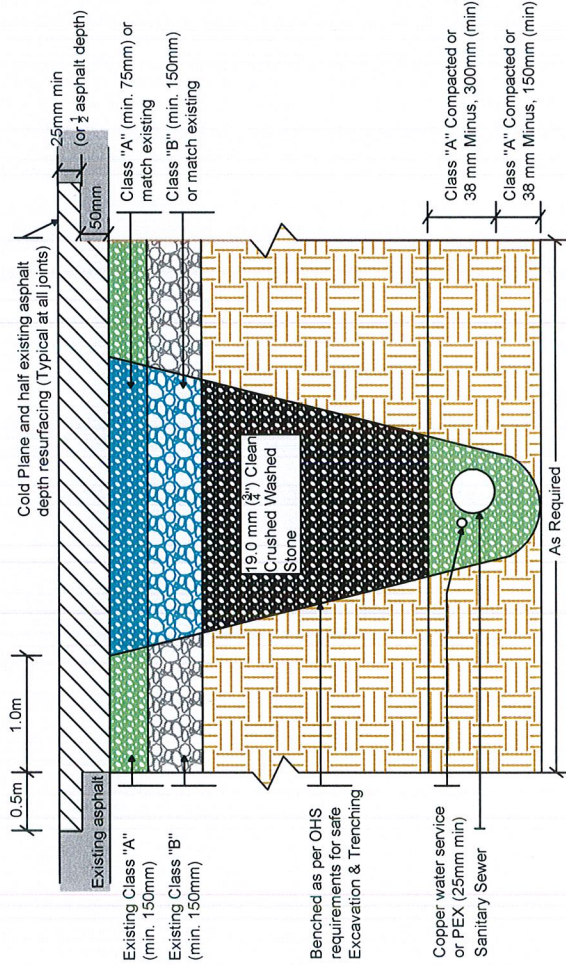 Cold Plane and half existing asphalt
depth resurfacing (Typical at all joints)
25mm min
(or 1/2 asphalt depth)
50mm
0.5m
1.0m
Existing asphalt
Class "A" (min. 75mm) or
match existing
Class "B" (min. 150mm)
or match existing
Existing Class "A"
(min. 150mm)
Existing Class "B"
(min. 150mm)
19.0 mm (3/4") Clean
Crushed Washed
Stone
Benched as per OHS
requirements for safe
Excavation & Trenching
Class "A" Compacted or
38 mm Minus, 300mm (min)
Class "A" Compacted or
38 mm Minus, 150mm (min)
Copper water service
or PEX (25mm min)
Sanitary Sewer
As Required